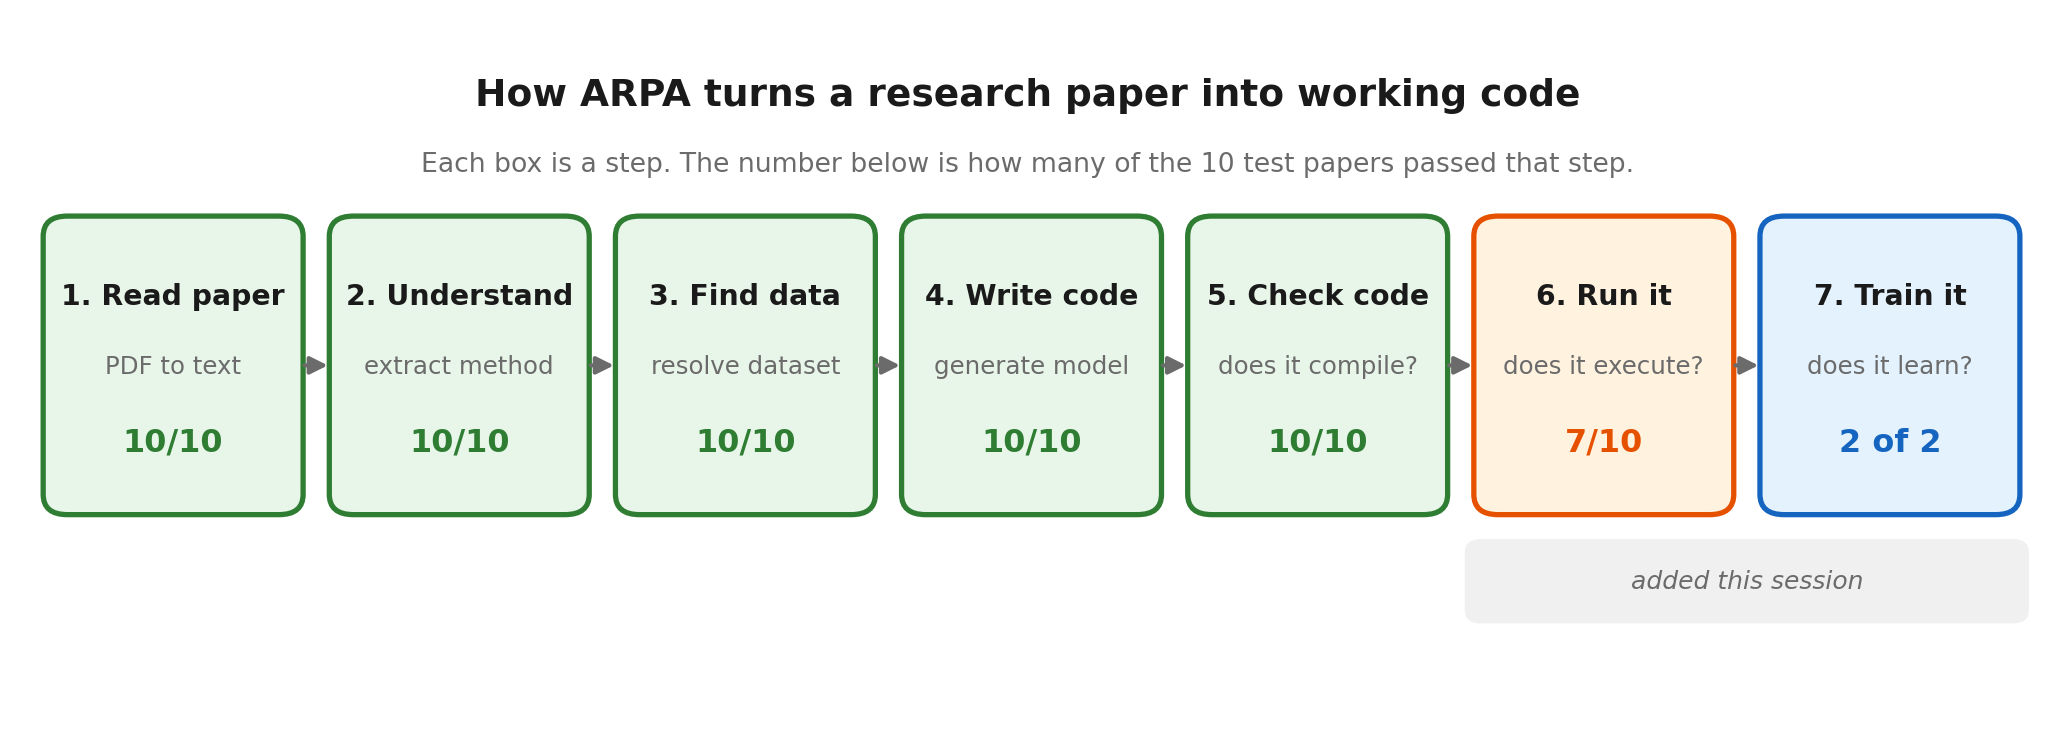 How ARPA turns a research paper into working code
Each box is a step. The number below is how many of the 10 test papers passed that step.
1. Read paper
PDF to text
10/10
2. Understand
extract method
10/10
3. Find data
resolve dataset
10/10
4. Write code
generate model
10/10
5. Check code
does it compile?
10/10
6. Run it
does it execute?
7/10
7. Train it
does it learn?
2 of 2
added this session